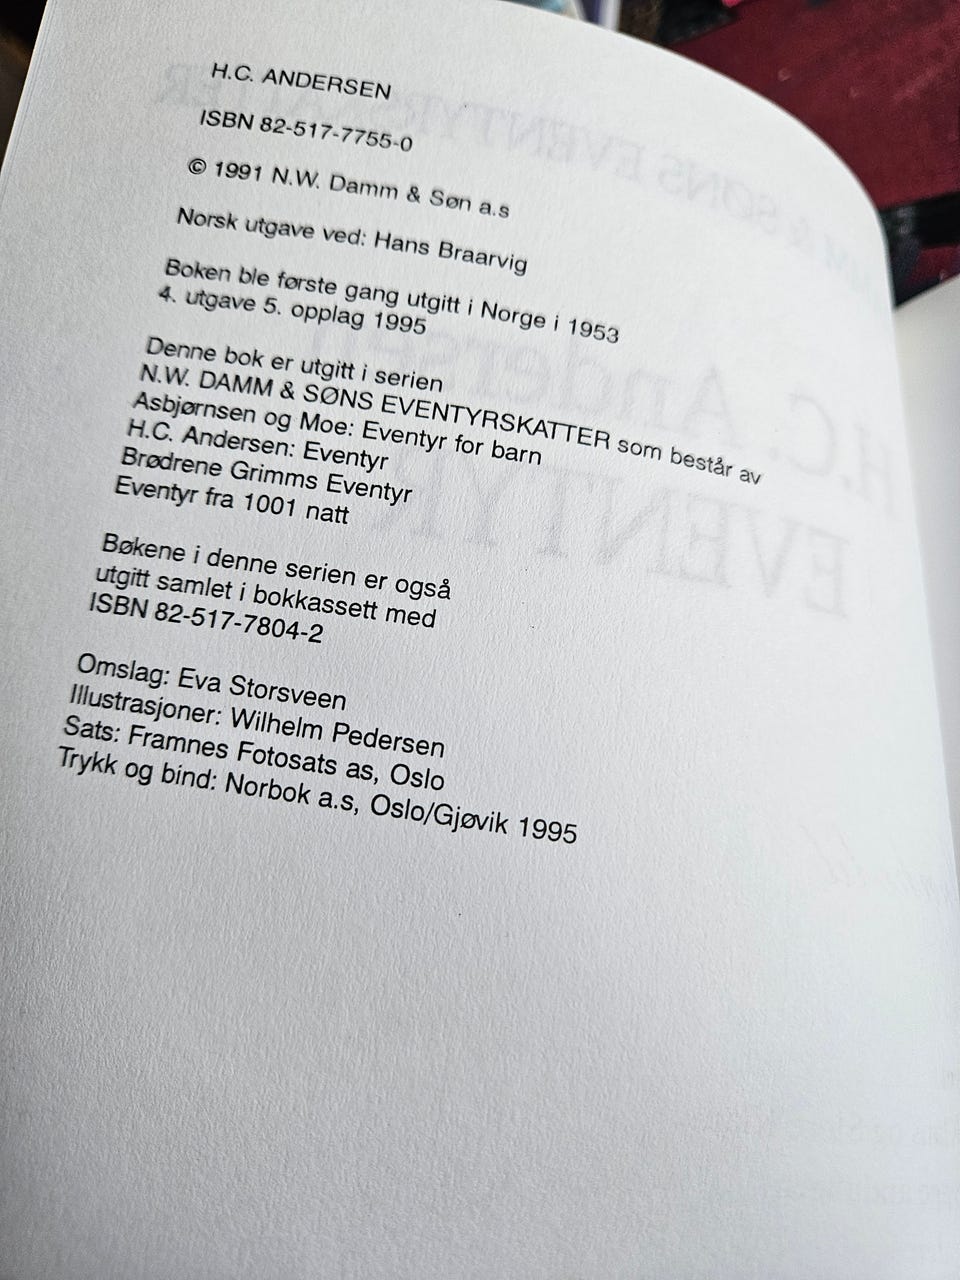 H.C. ANDERSEN
ISBN 82-517-7755-0
© 1991 N.W. Damm & Søn a.s
Norsk utgave ved: Hans Braarvig
Boken ble første gang utgitt i Norge i 1953
4. utgave 5. opplag 1995
Denne bok er utgitt i serien
N.W. DAMM & SØNS EVENTYRSKATTER som består av
Asbjørnsen og Moe: Eventyr for barn
H.C. Andersen: Eventyr
Brødrene Grimms Eventyr
Eventyr fra 1001 natt
Bøkene i denne serien er også
utgitt samlet i bokkassett med
ISBN 82-517-7804-2
Omslag: Eva Storsveen
Illustrasjoner: Wilhelm Pedersen
Sats: Framnes Fotosats as, Oslo
Trykk og bind: Norbok a.s, Oslo/Gjøvik 1995